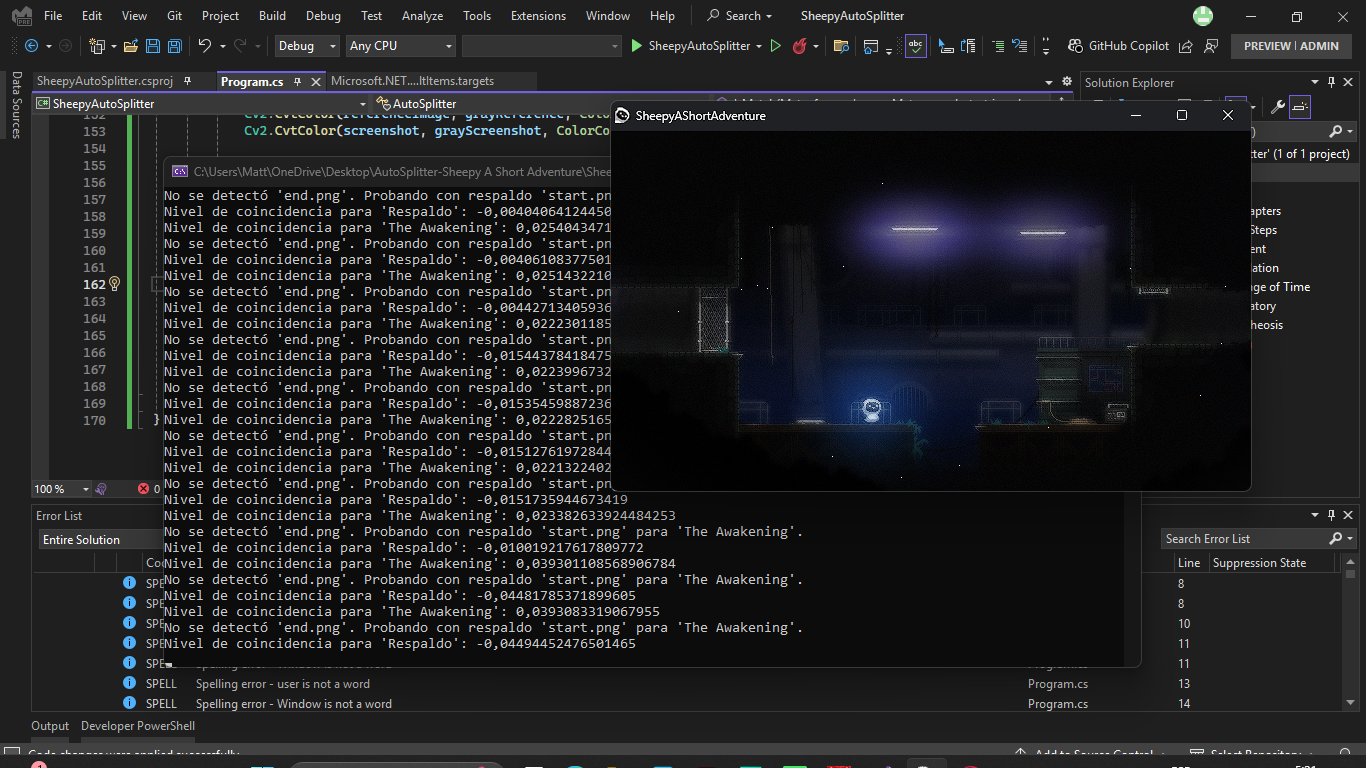 File Edit View Git Project Build Debug Test Analyze Tools Extensions Window Help Search SheepyAutoSplitter
Debug Any CPU SheepyAutoSplitter GitHub Copilot PREVIEW | ADMIN
Data Sources
SheepyAutoSplitter.csproj Program.cs Microsoft.NET....ltItems.targets
SheepyAutoSplitter AutoSplitter
Solution Explorer
SheepyAShortAdventure
152
153 Cv2.CvtColor(screenshot, grayScreenshot, ColorCo
154
155
156
157
158
159
160
161
162
163
164
165
166
167
168
169
170 }
tter' (1 of 1 project)
C:\Users\Matt\OneDrive\Desktop\AutoSplitter-Sheepy A Short Adventure\Shee
No se detectó 'end.png'. Probando con respaldo 'start.pn
Nivel de coincidencia para 'Respaldo': -0,00404064124450
Nivel de coincidencia para 'The Awakening': 0,0254043471
No se detectó 'end.png'. Probando con respaldo 'start.pn
Nivel de coincidencia para 'Respaldo': -0,00406108377501
Nivel de coincidencia para 'The Awakening': 0,0251432210
No se detectó 'end.png'. Probando con respaldo 'start.pn
Nivel de coincidencia para 'Respaldo': -0,00442713405936
Nivel de coincidencia para 'The Awakening': 0,0222301185
No se detectó 'end.png'. Probando con respaldo 'start.pn
Nivel de coincidencia para 'Respaldo': -0,01544378418475
Nivel de coincidencia para 'The Awakening': 0,0223996732
No se detectó 'end.png'. Probando con respaldo 'start.pn
Nivel de coincidencia para 'Respaldo': -0,01535459887236
Nivel de coincidencia para 'The Awakening': 0,0222825165
No se detectó 'end.png'. Probando con respaldo 'start.pn
Nivel de coincidencia para 'Respaldo': -0,01512761972844
Nivel de coincidencia para 'The Awakening': 0,0221322402
No se detectó 'end.png'. Probando con respaldo 'start.pn
Nivel de coincidencia para 'Respaldo': -0,0151735944673419
Nivel de coincidencia para 'The Awakening': 0,023382633924484253
No se detectó 'end.png'. Probando con respaldo 'start.png' para 'The Awakening'.
Nivel de coincidencia para 'Respaldo': -0,010019217617809772
Nivel de coincidencia para 'The Awakening': 0,039301108568906784
No se detectó 'end.png'. Probando con respaldo 'start.png' para 'The Awakening'.
Nivel de coincidencia para 'Respaldo': -0,04481785371899605
Nivel de coincidencia para 'The Awakening': 0,0393083319067955
No se detectó 'end.png'. Probando con respaldo 'start.png' para 'The Awakening'.
Nivel de coincidencia para 'Respaldo': -0,04494452476501465
apters
Steps
ent
ation
nge of Time
atory
heosis
100 % 0
Error List
Entire Solution Search Error List
Co Line Suppression State
SPE 8
SPE 8
SPE 10
SPE 11
SPE 11
SPELL Spelling error - user is not a word Program.cs 13
SPELL Spelling error - Window is not a word Program.cs 14
Output Developer PowerShell
Code changes were applied successfully
Add to Source Control Select Repository